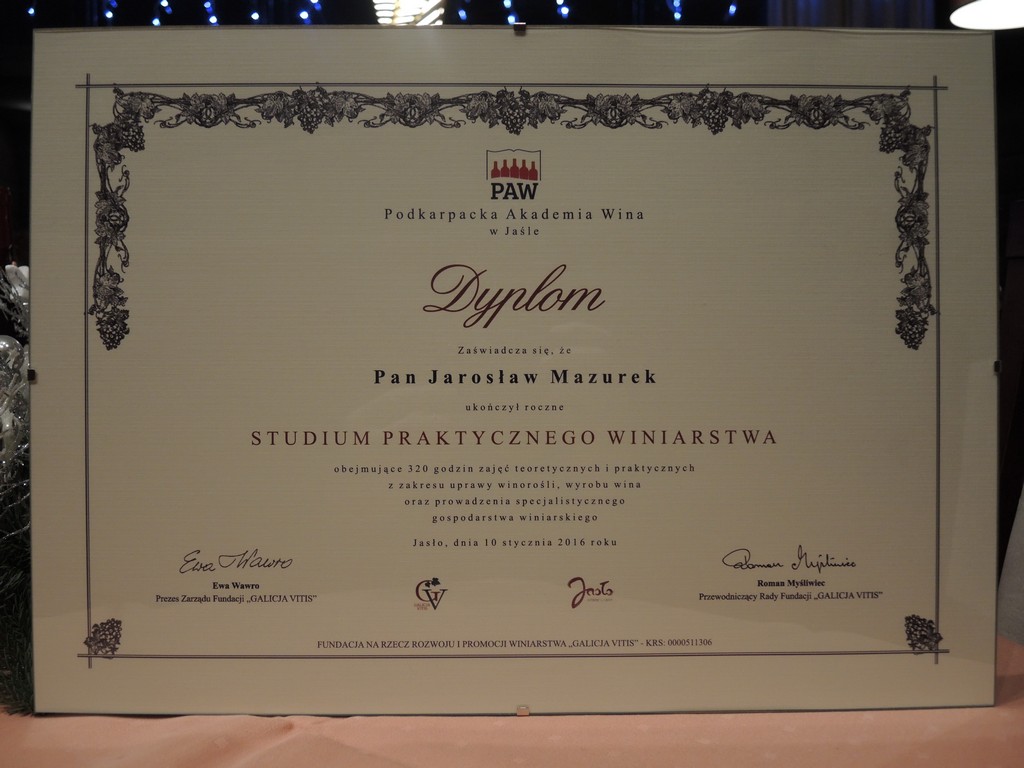 PAW
Podkarpacka Akademia Wina
w Jaśle
Dyplom
Zaświadcza się, że
Pan Jarosław Mazurek
ukończył roczne
STUDIUM PRAKTYCZNEGO WINIARSTWA
obejmujące 320 godzin zajęć teoretycznych i praktycznych
z zakresu uprawy winorośli, wyrobu wina
oraz prowadzenia specjalistycznego
gospodarstwa winiarskiego
Jasło, dnia 10 stycznia 2016 roku
Ewa Wawro
Roman Myśliwiec
Ewa Wawro
Prezes Zarządu Fundacji „GALICJA VITIS”
GV
Jasło
Roman Myśliwiec
Przewodniczący Rady Fundacji „GALICJA VITIS”
FUNDACJA NA RZECZ ROZWOJU I PROMOCJI WINIARSTWA „GALICJA VITIS” - KRS: 0000511306